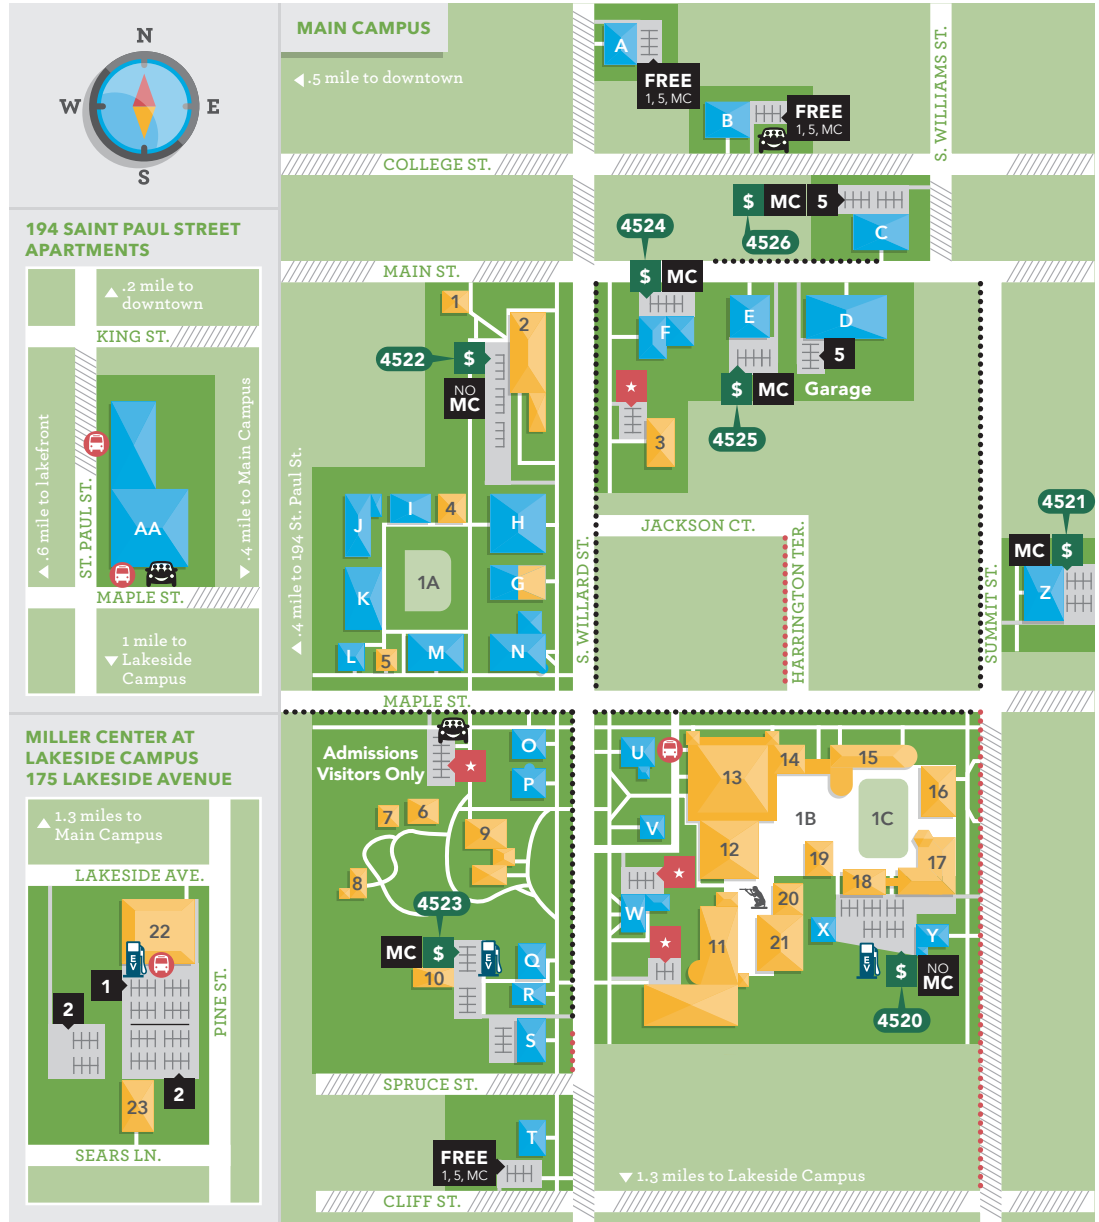 N
W
E
S
194 SAINT PAUL STREET
APARTMENTS
.2 mile to
downtown
KING ST.
.6 mile to lakefront
ST. PAUL ST.
.4 mile to Main Campus
AA
MAPLE ST.
1 mile to
Lakeside
Campus
MILLER CENTER AT
LAKESIDE CAMPUS
175 LAKESIDE AVENUE
1.3 miles to
Main Campus
LAKESIDE AVE.
22
EV
1
2
2
23
PINE ST.
SEARS LN.
MAIN CAMPUS
.5 mile to downtown
A
FREE
1, 5, MC
B
FREE
1, 5, MC
S. WILLIAMS ST.
COLLEGE ST.
$ MC 5
4526
C
4524
$ MC
MAIN ST.
1
2
4522
$
NO
MC
F
E
D
5
$ MC
Garage
4525
3
.4 mile to 194 St. Paul St.
J
I
4
H
1A
K
G
L
5
M
N
S. WILLARD ST.
JACKSON CT.
HARRINGTON TER.
SUMMIT ST.
4521
MC $
Z
MAPLE ST.
Admissions
Visitors Only
O
P
7
6
9
8
4523
MC $
EV
10
Q
R
S
U
13
14
15
16
V
1B
1C
12
19
17
18
W
20
X
Y
11
21
EV
$
NO
MC
4520
SPRUCE ST.
T
FREE
1, 5, MC
1.3 miles to Lakeside Campus
CLIFF ST.